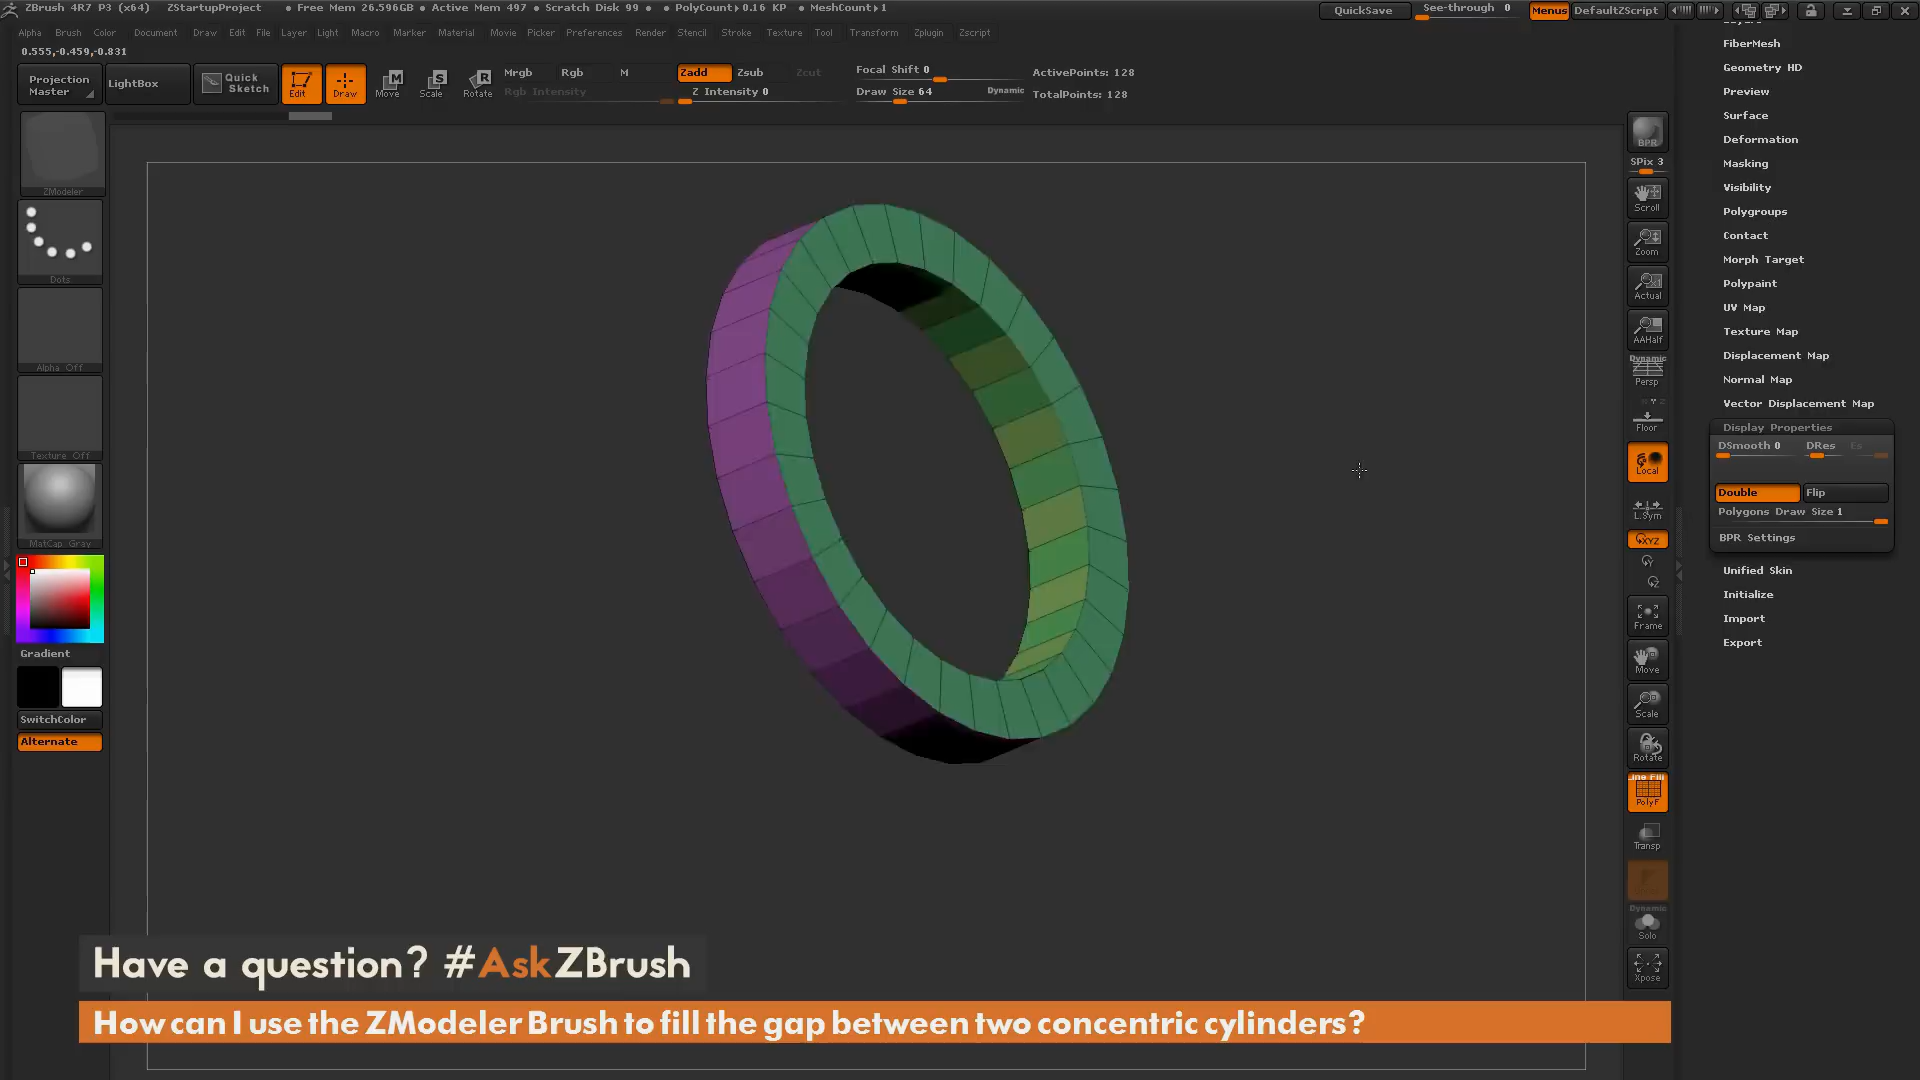 ZBrush 4R7 P3 (x64) ZStartupProject • Free Mem 26.596GB • Active Mem 497 • Scratch Disk 99 • • PolyCount▸0.16 KP • MeshCount▸1 QuickSave See-through 0 Menus DefaultZScript
Alpha Brush Color Document Draw Edit File Layer Light Macro Marker Material Movie Picker Preferences Render Stencil Stroke Texture Tool Transform Zplugin Zscript
0.555,-0.459,-0.831
Projection Master
LightBox
Quick Sketch
Edit
Draw
Move
Scale
Rotate
Mrgb Rgb M
Rgb Intensity
Zadd Zsub Zcut
Z Intensity 0
Focal Shift 0
Draw Size 64 Dynamic
ActivePoints: 128
TotalPoints: 128
ZModeler
Dots
Alpha Off
Texture Off
MatCap Gray
Gradient
SwitchColor
Alternate
BPR
SPix 3
Scroll
Zoom
Actual
AAHalf
Dynamic
Persp
Floor
Local
L.Sym
XYZ
Y
Z
Frame
Move
Scale
Rotate
Line Fill
PolyF
Transp
Dynamic
Solo
Xpose
FiberMesh
Geometry HD
Preview
Surface
Deformation
Masking
Visibility
Polygroups
Contact
Morph Target
Polypaint
UV Map
Texture Map
Displacement Map
Normal Map
Vector Displacement Map
Display Properties
DSmooth 0 DRes Es
Double Flip
Polygons Draw Size 1
BPR Settings
Unified Skin
Initialize
Import
Export
Have a question? #AskZBrush
How can I use the ZModeler Brush to fill the gap between two concentric cylinders?